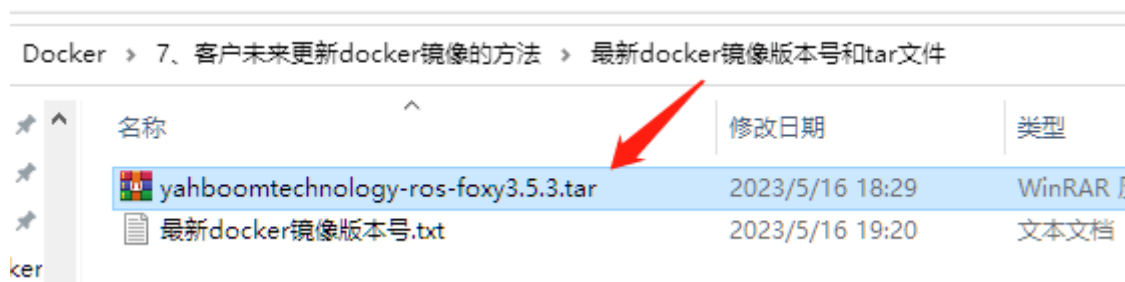 Docker > 7、客户未来更新docker镜像的方法 > 最新docker镜像版本号和tar文件
名称 修改日期 类型
yahboomtechnology-ros-foxy3.5.3.tar 2023/5/16 18:29 WinRAR
最新docker镜像版本号.txt 2023/5/16 19:20 文本文档
ker